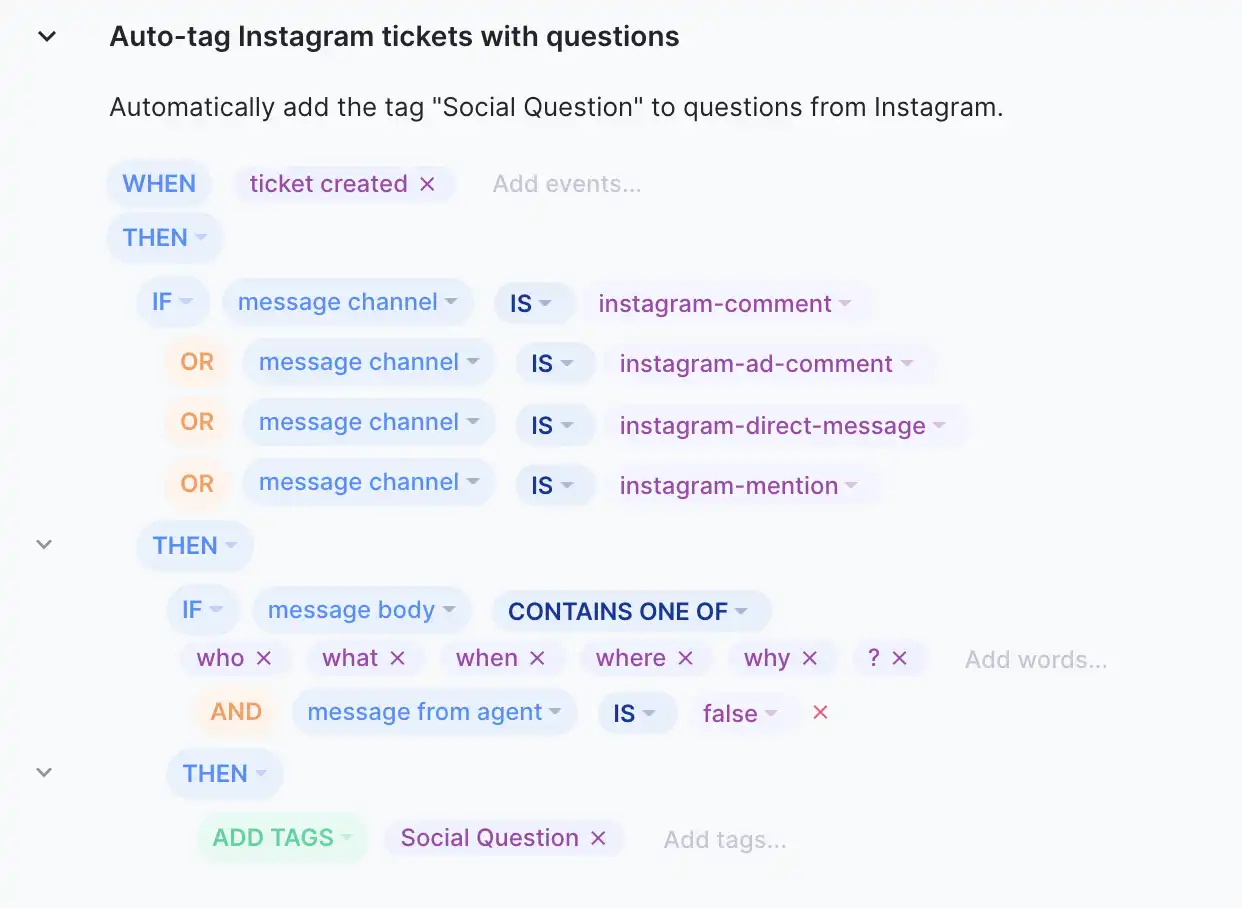 Auto-tag Instagram tickets with questions
Automatically add the tag "Social Question" to questions from Instagram.
WHEN ticket created × Add events...
THEN
IF message channel IS instagram-comment
OR message channel IS instagram-ad-comment
OR message channel IS instagram-direct-message
OR message channel IS instagram-mention
THEN
IF message body CONTAINS ONE OF
who × what × when × where × why × ? × Add words...
AND message from agent IS false ×
THEN
ADD TAGS Social Question × Add tags...